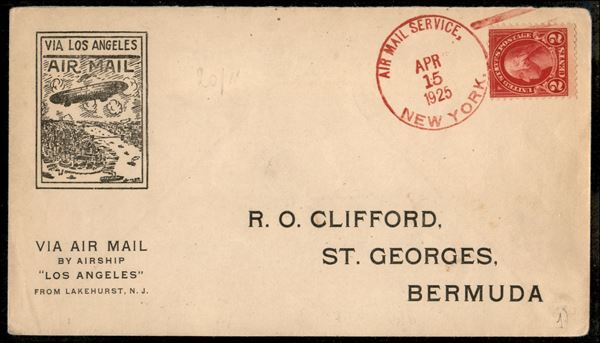 VIA LOS ANGELES
AIR MAIL
AIR MAIL SERVICE,
APR
15
1925
NEW YORK.
UNITED STATES POSTAGE
2 CENTS 2
R. O. CLIFFORD,
ST. GEORGES,
BERMUDA
VIA AIR MAIL
BY AIRSHIP
"LOS ANGELES"
FROM LAKEHURST, N. J.